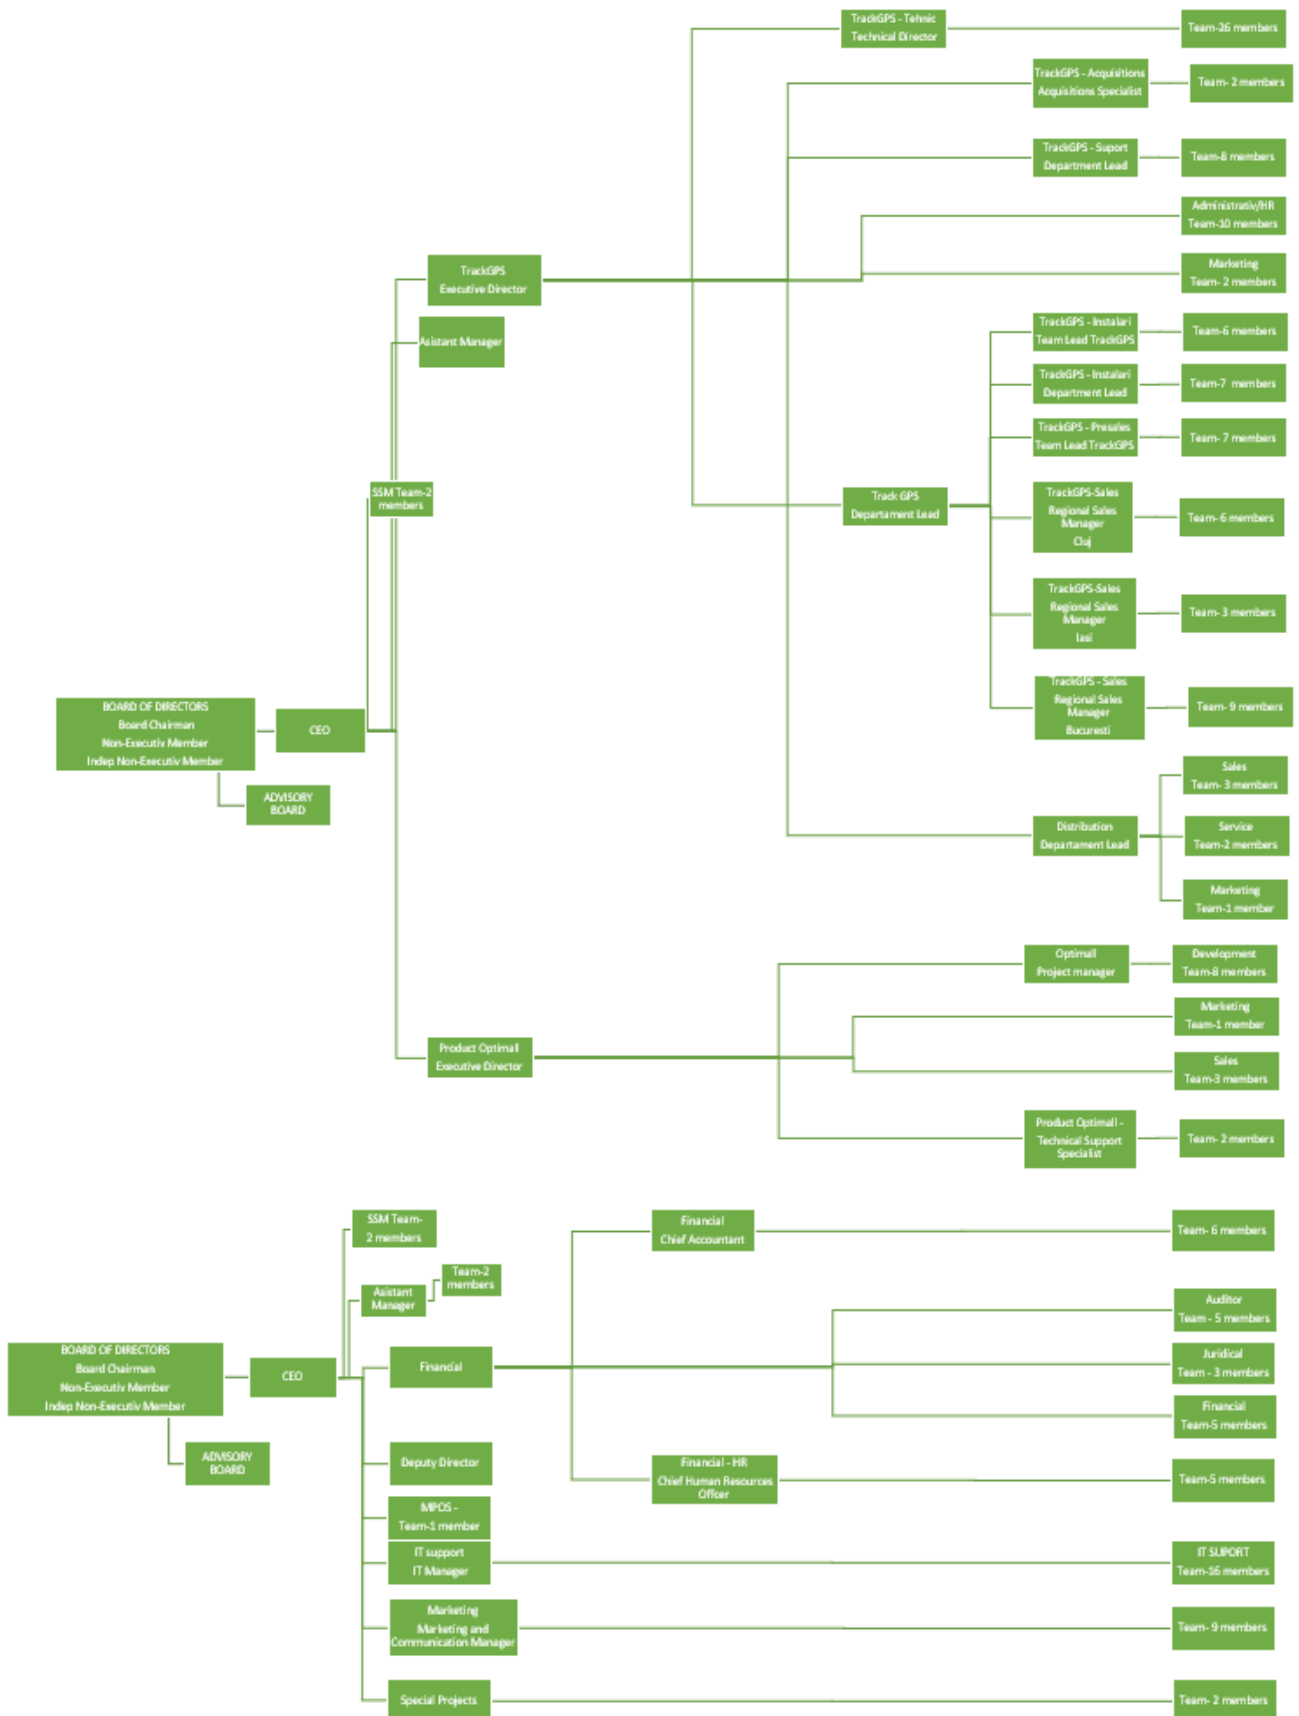 TrackGPS - Tehnic
Technical Director
Team-26 members
TrackGPS - Acquisitions
Acquisitions Specialist
Team- 2 members
TrackGPS - Suport
Department Lead
Team-8 members
Administrativ/HR
Team-10 members
TrackGPS
Executive Director
Marketing
Team- 2 members
Asistant Manager
TrackGPS - Instalari
Team Lead TrackGPS
Team-6 members
TrackGPS - Instalari
Department Lead
Team-7 members
TrackGPS - Presales
Team Lead TrackGPS
Team- 7 members
SSM Team-2
members
Track GPS
Departament Lead
TrackGPS-Sales
Regional Sales
Manager
Cluj
Team- 6 members
TrackGPS-Sales
Regional Sales
Manager
Iasi
Team- 3 members
TrackGPS - Sales
Regional Sales
Manager
Bucuresti
Team- 9 members
BOARD OF DIRECTORS
Board Chairman
Non-Executiv Member
Indep Non-Executiv Member
CEO
ADVISORY
BOARD
Distribution
Departament Lead
Sales
Team- 3 members
Service
Team-2 members
Marketing
Team-1 member
Product Optimall
Executive Director
Optimall
Project manager
Development
Team-8 members
Marketing
Team-1 member
Sales
Team-3 members
Product Optimall -
Technical Support
Specialist
Team- 2 members
SSM Team-
2 members
Asistant
Manager
Team-2
members
BOARD OF DIRECTORS
Board Chairman
Non-Executiv Member
Indep Non-Executiv Member
CEO
ADVISORY
BOARD
Financial
Financial
Chief Accountant
Team- 6 members
Auditor
Team - 5 members
Juridical
Team - 3 members
Financial
Team-5 members
Financial - HR
Chief Human Resources
Offcer
Team-5 members
Deputy Director
MPOS -
Team-1 member
IT support
IT Manager
IT SUPORT
Team-16 members
Marketing
Marketing and
Communication Manager
Team- 9 members
Special Projects
Team- 2 members